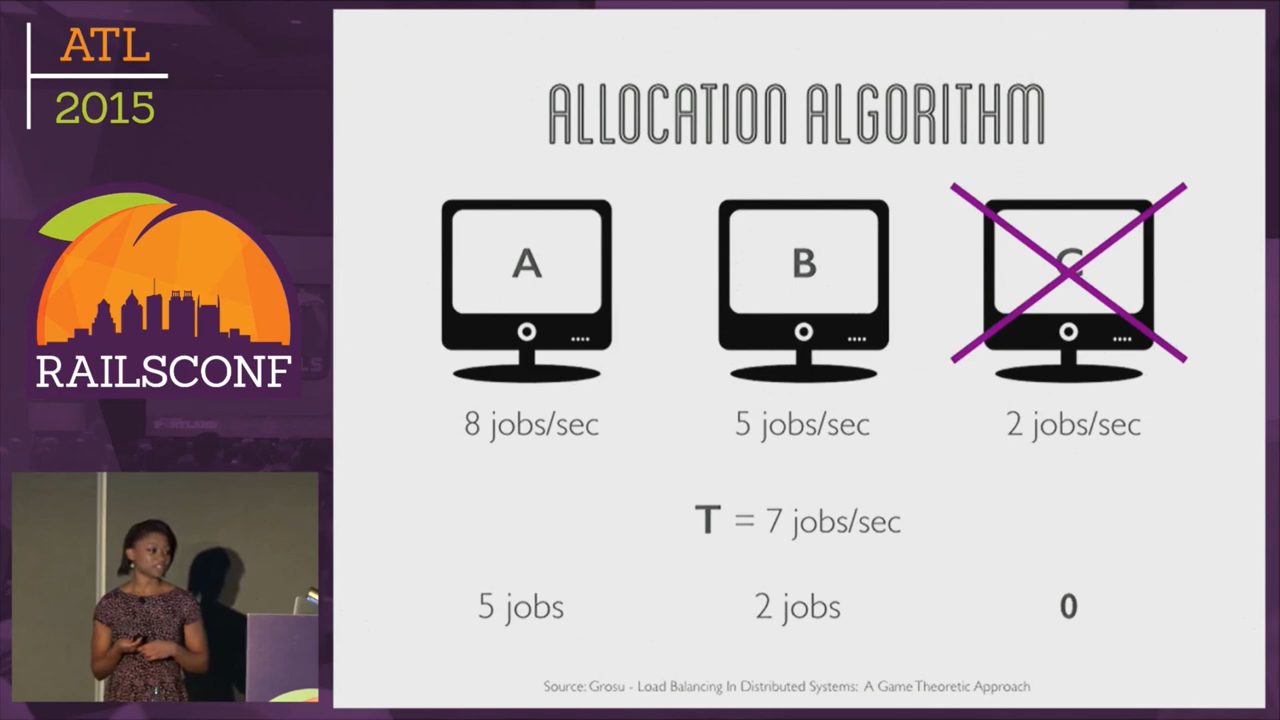 ATL
2015
RAILSCONF
ALLOCATION ALGORITHM
A
B
C
8 jobs/sec
5 jobs/sec
2 jobs/sec
T = 7 jobs/sec
5 jobs
2 jobs
0
Source: Grosu - Load Balancing In Distributed Systems: A Game Theoretic Approach